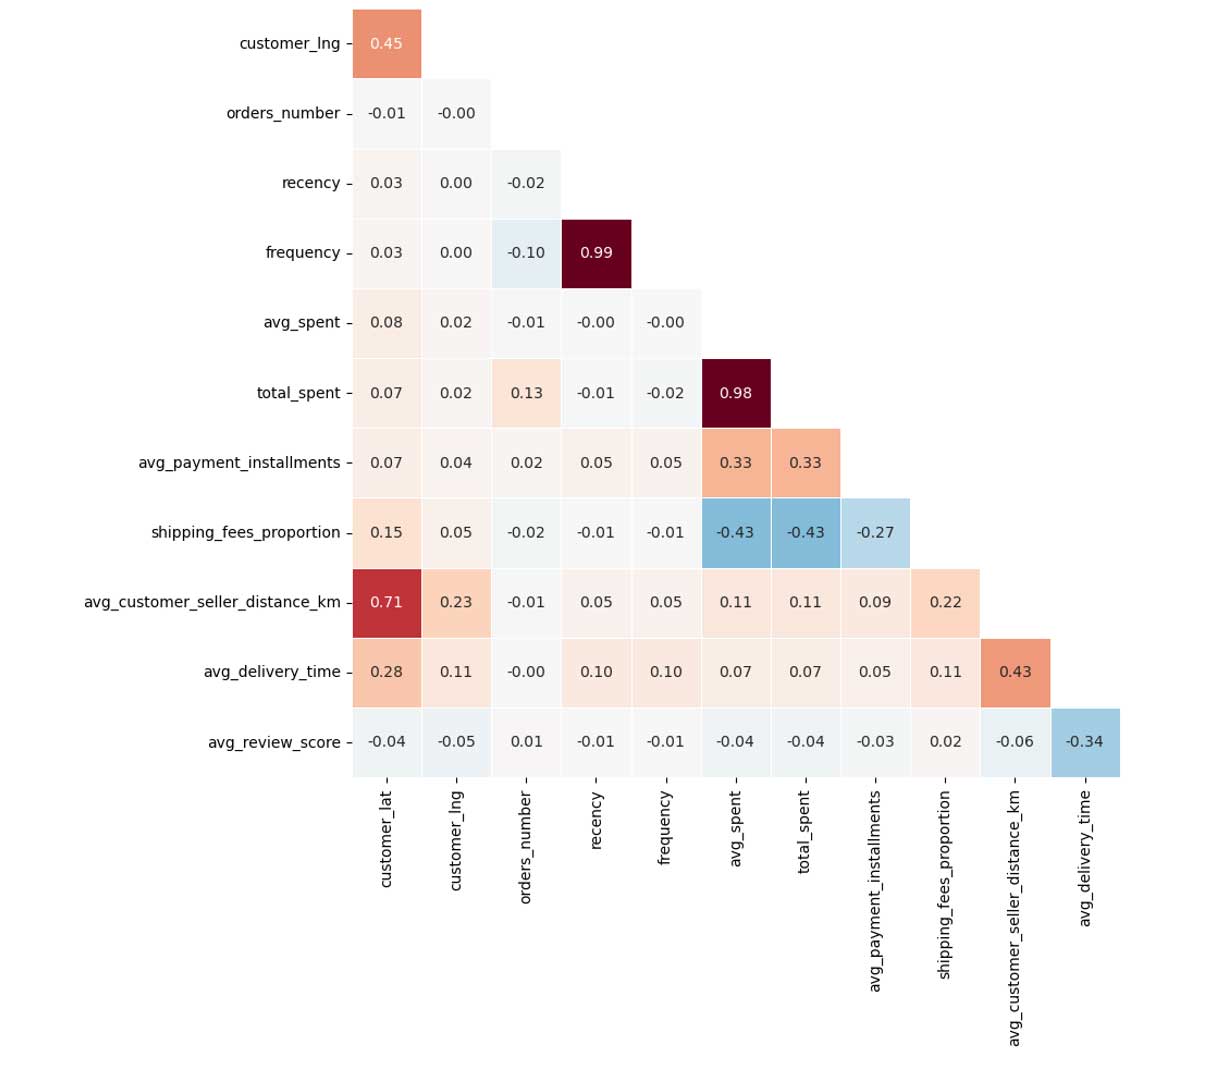 customer_lng 0.45
orders_number -0.01 -0.00
recency 0.03 0.00 -0.02
frequency 0.03 0.00 -0.10 0.99
avg_spent 0.08 0.02 -0.01 -0.00 -0.00
total_spent 0.07 0.02 0.13 -0.01 -0.02 0.98
avg_payment_installments 0.07 0.04 0.02 0.05 0.05 0.33 0.33
shipping_fees_proportion 0.15 0.05 -0.02 -0.01 -0.01 -0.43 -0.43 -0.27
avg_customer_seller_distance_km 0.71 0.23 -0.01 0.05 0.05 0.11 0.11 0.09 0.22
avg_delivery_time 0.28 0.11 -0.00 0.10 0.10 0.07 0.07 0.05 0.11 0.43
avg_review_score -0.04 -0.05 0.01 -0.01 -0.01 -0.04 -0.04 -0.03 0.02 -0.06 -0.34
customer_lat
customer_lng
orders_number
recency
frequency
avg_spent
total_spent
avg_payment_installments
shipping_fees_proportion
avg_customer_seller_distance_km
avg_delivery_time